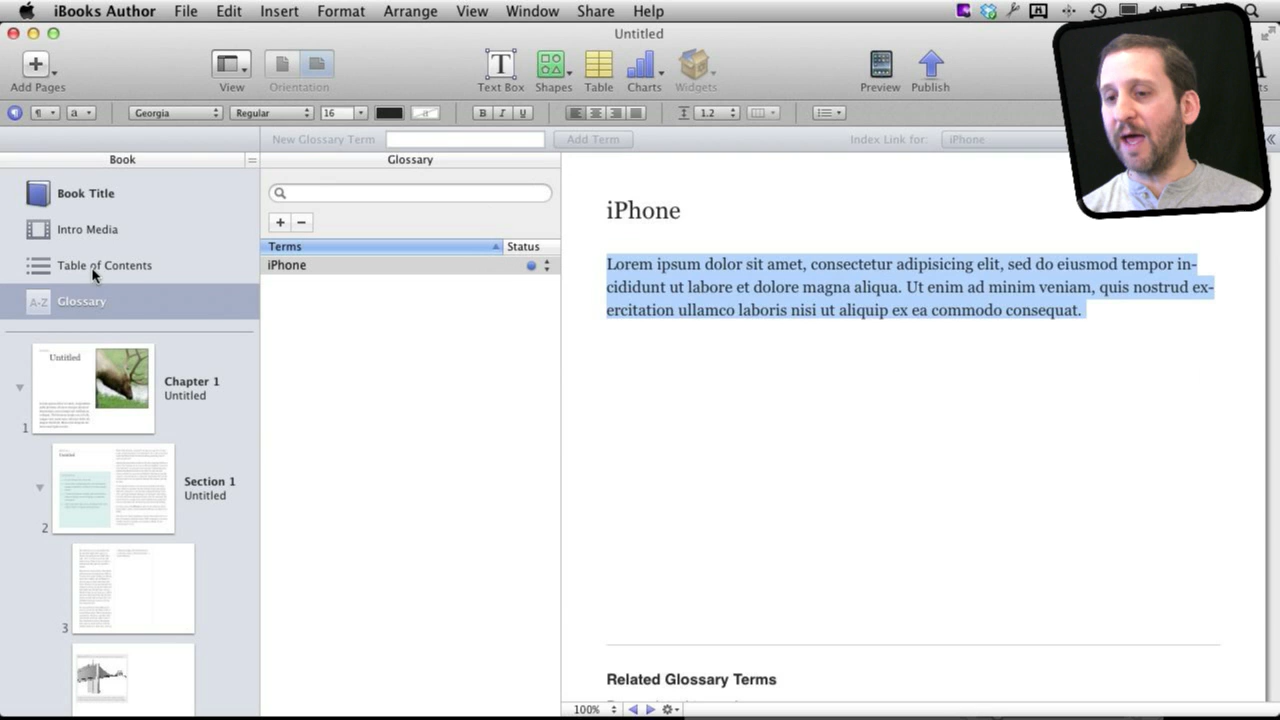 iBooks Author File Edit Insert Format Arrange View Window Share Help
Untitled
Add Pages View Orientation Text Box Shapes Table Charts Widgets Preview Publish
a Georgia Regular 16 a B I U 1.2
New Glossary Term Add Term Index Link for: iPhone
Book Glossary
Book Title
Intro Media
Table of Contents
A-Z Glossary
Terms Status
iPhone
iPhone
Lorem ipsum dolor sit amet, consectetur adipisicing elit, sed do eiusmod tempor in-
cididunt ut labore et dolore magna aliqua. Ut enim ad minim veniam, quis nostrud ex-
ercitation ullamco laboris nisi ut aliquip ex ea commodo consequat.
Untitled
Chapter 1
Untitled
1
Section 1
Untitled
2
3
Related Glossary Terms
100%